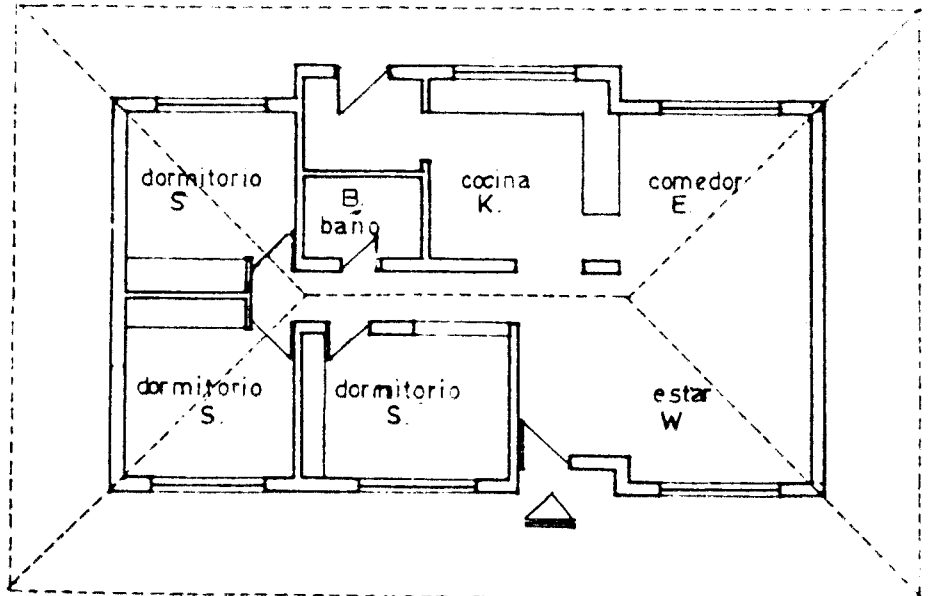 dormitorio
S
B.
baño
cocina
K.
comedor
E.
dormitorio
S.
dormitorio
S.
estar
W